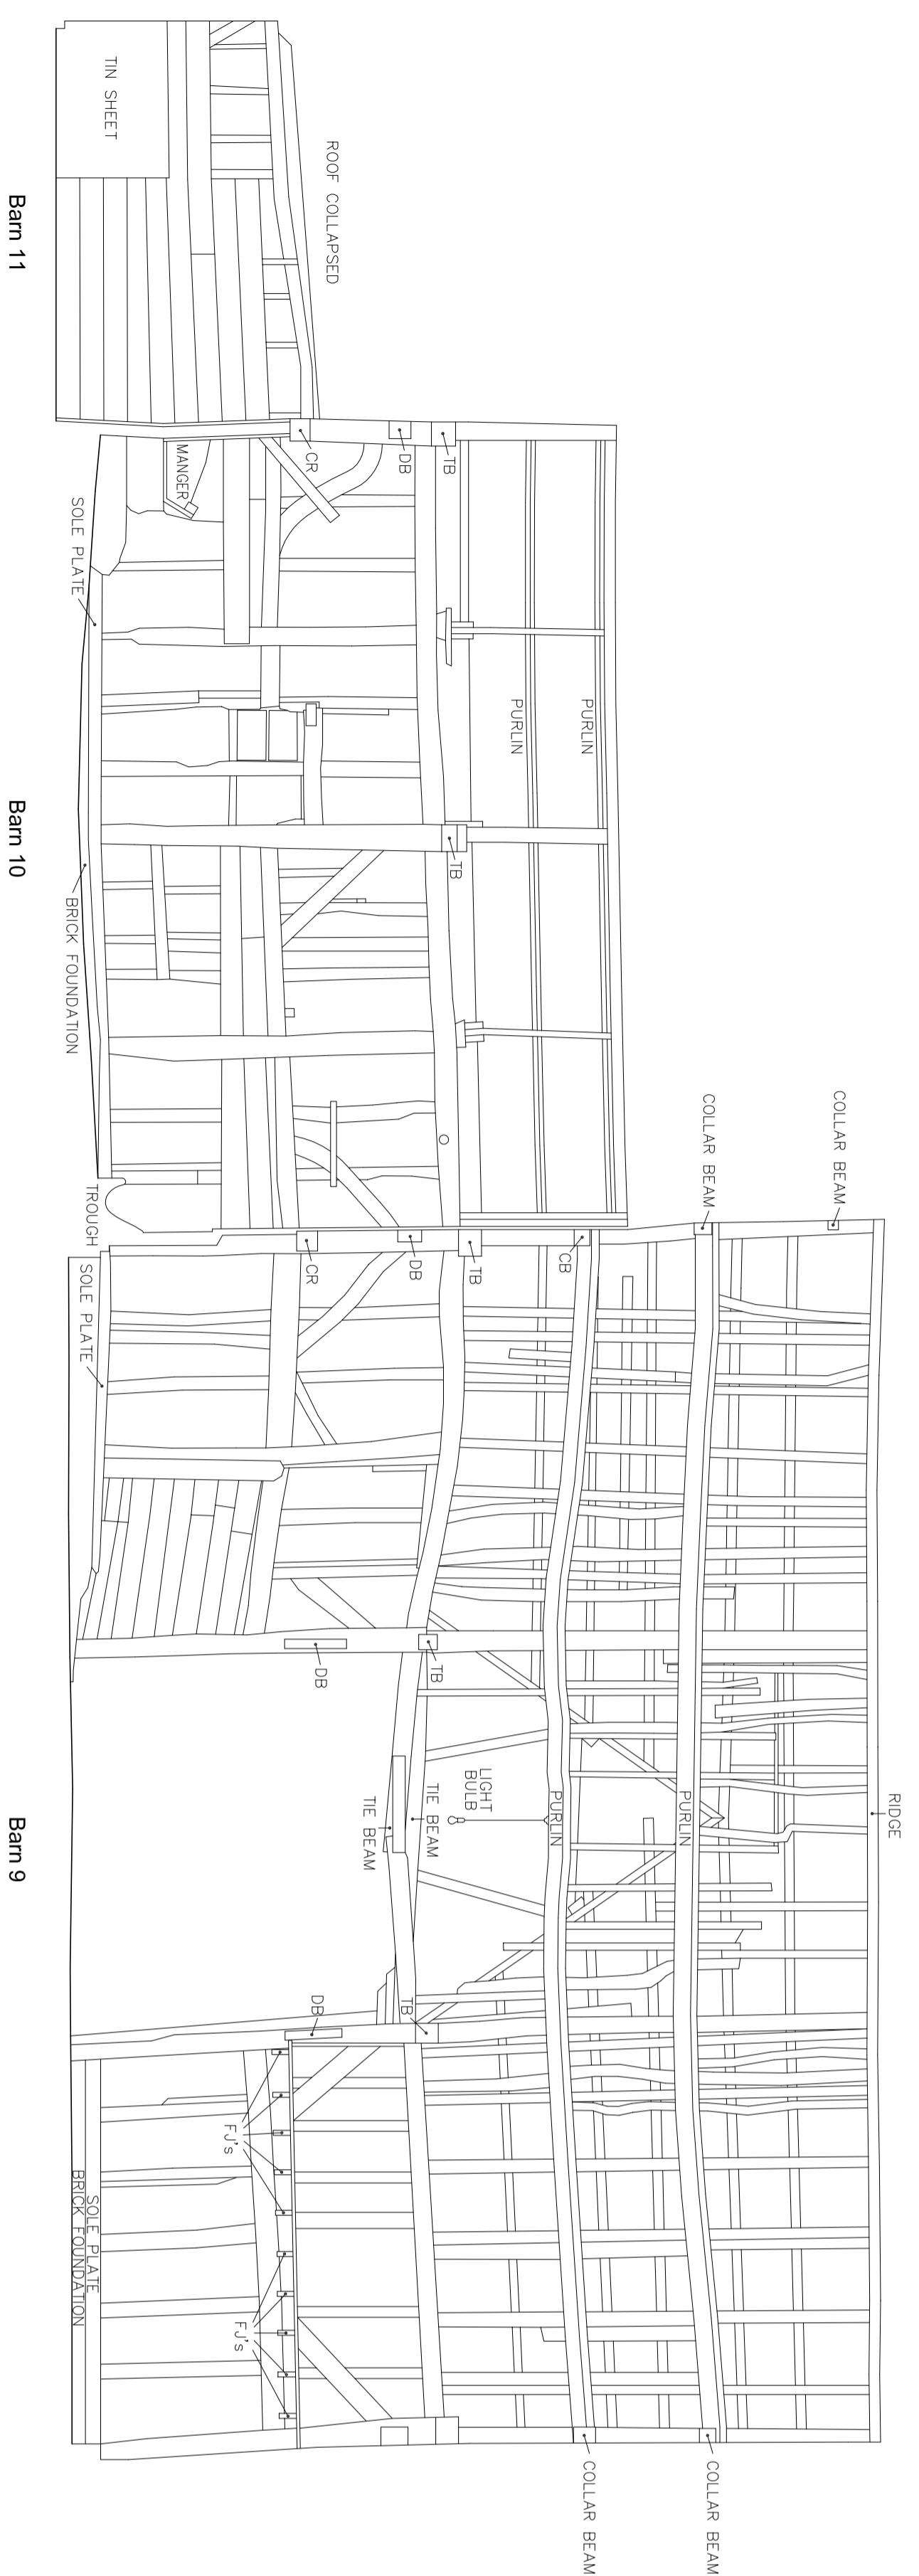 ROOF COLLAPSED
TIN SHEET
Barn 11
CR
DB
TB
MANGER
SOLE PLATE
PURLIN
PURLIN
TB
BRICK FOUNDATION
Barn 10
TROUGH
COLLAR BEAM
COLLAR BEAM
CB
TB
DB
CR
SOLE PLATE
RIDGE
PURLIN
PURLIN
LIGHT
BULB
TIE BEAM
TIE BEAM
TB
DB
Barn 9
TB
DB
FJ's
FJ's
SOLE PLATE
BRICK FOUNDATION
COLLAR BEAM
COLLAR BEAM